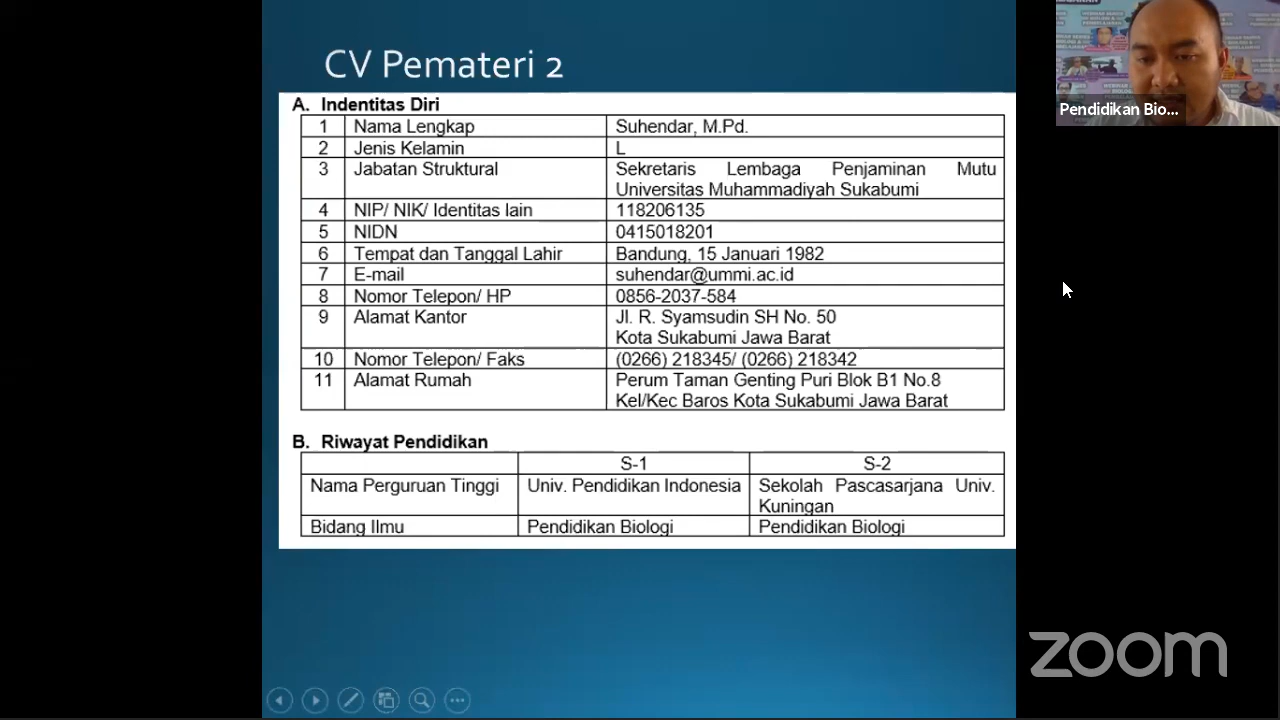 CV Pemateri 2
A. Indentitas Diri
1 Nama Lengkap Suhendar, M.Pd.
2 Jenis Kelamin L
3 Jabatan Struktural Sekretaris Lembaga Penjaminan Mutu
Universitas Muhammadiyah Sukabumi
4 NIP/ NIK/ Identitas lain 118206135
5 NIDN 0415018201
6 Tempat dan Tanggal Lahir Bandung, 15 Januari 1982
7 E-mail suhendar@ummi.ac.id
8 Nomor Telepon/ HP 0856-2037-584
9 Alamat Kantor Jl. R. Syamsudin SH No. 50
Kota Sukabumi Jawa Barat
10 Nomor Telepon/ Faks (0266) 218345/ (0266) 218342
11 Alamat Rumah Perum Taman Genting Puri Blok B1 No.8
Kel/Kec Baros Kota Sukabumi Jawa Barat
B. Riwayat Pendidikan
S-1 S-2
Nama Perguruan Tinggi Univ. Pendidikan Indonesia Sekolah Pascasarjana Univ.
Kuningan
Bidang Ilmu Pendidikan Biologi Pendidikan Biologi
Pendidikan Bio...
zoom